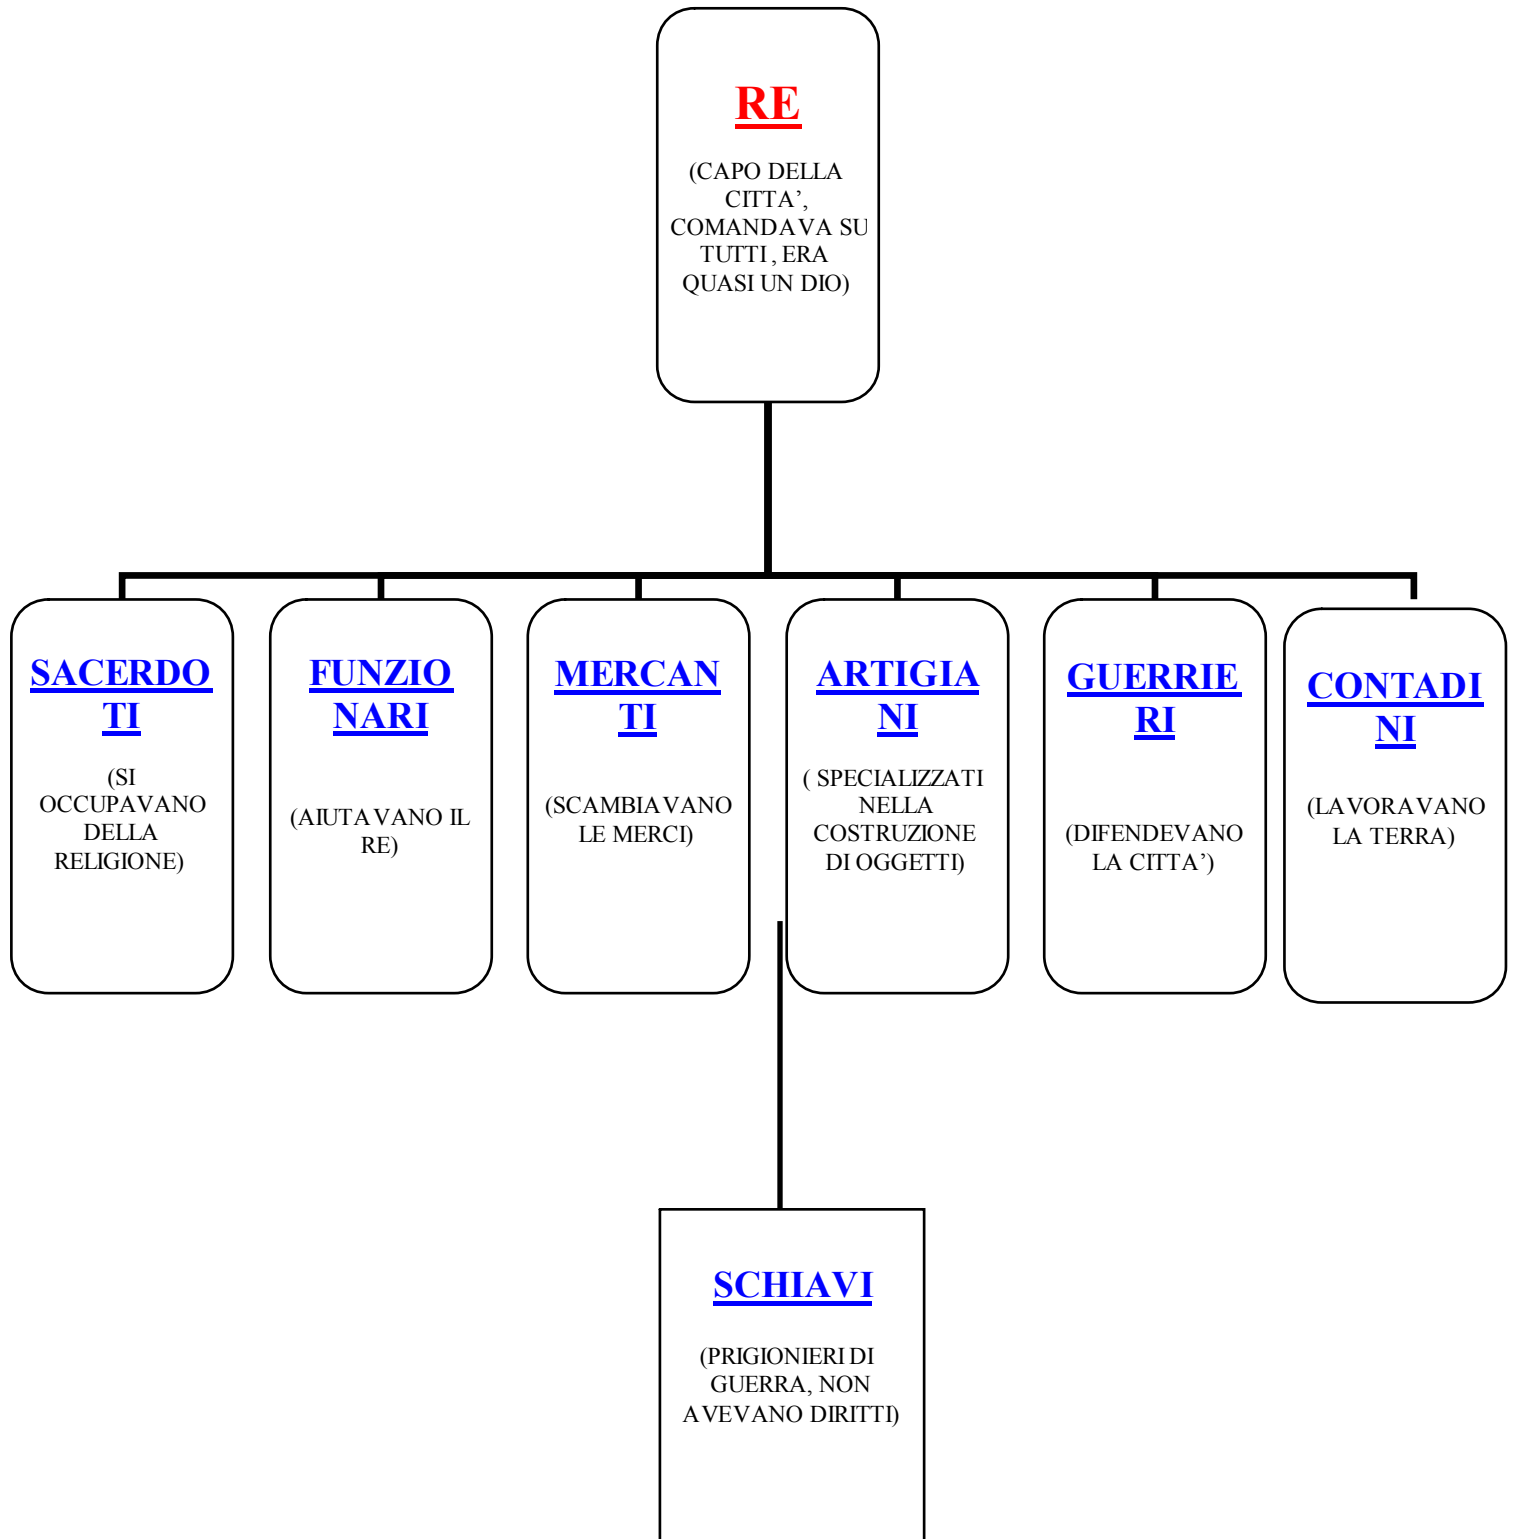 RE
(CAPO DELLA
CITTA’,
COMANDAVA SU
TUTTI , ERA
QUASI UN DIO)
SACERDO
TI
(SI
OCCUPAVANO
DELLA
RELIGIONE)
FUNZIO
NARI
(AIUTAVANO IL
RE)
MERCAN
TI
(SCAMBIAVANO
LE MERCI)
ARTIGIA
NI
( SPECIALIZZATI
NELLA
COSTRUZIONE
DI OGGETTI)
GUERRIE
RI
(DIFENDEVANO
LA CITTA’)
CONTADI
NI
(LAVORAVANO
LA TERRA)
SCHIAVI
(PRIGIONIERI DI
GUERRA, NON
AVEVANO DIRITTI)